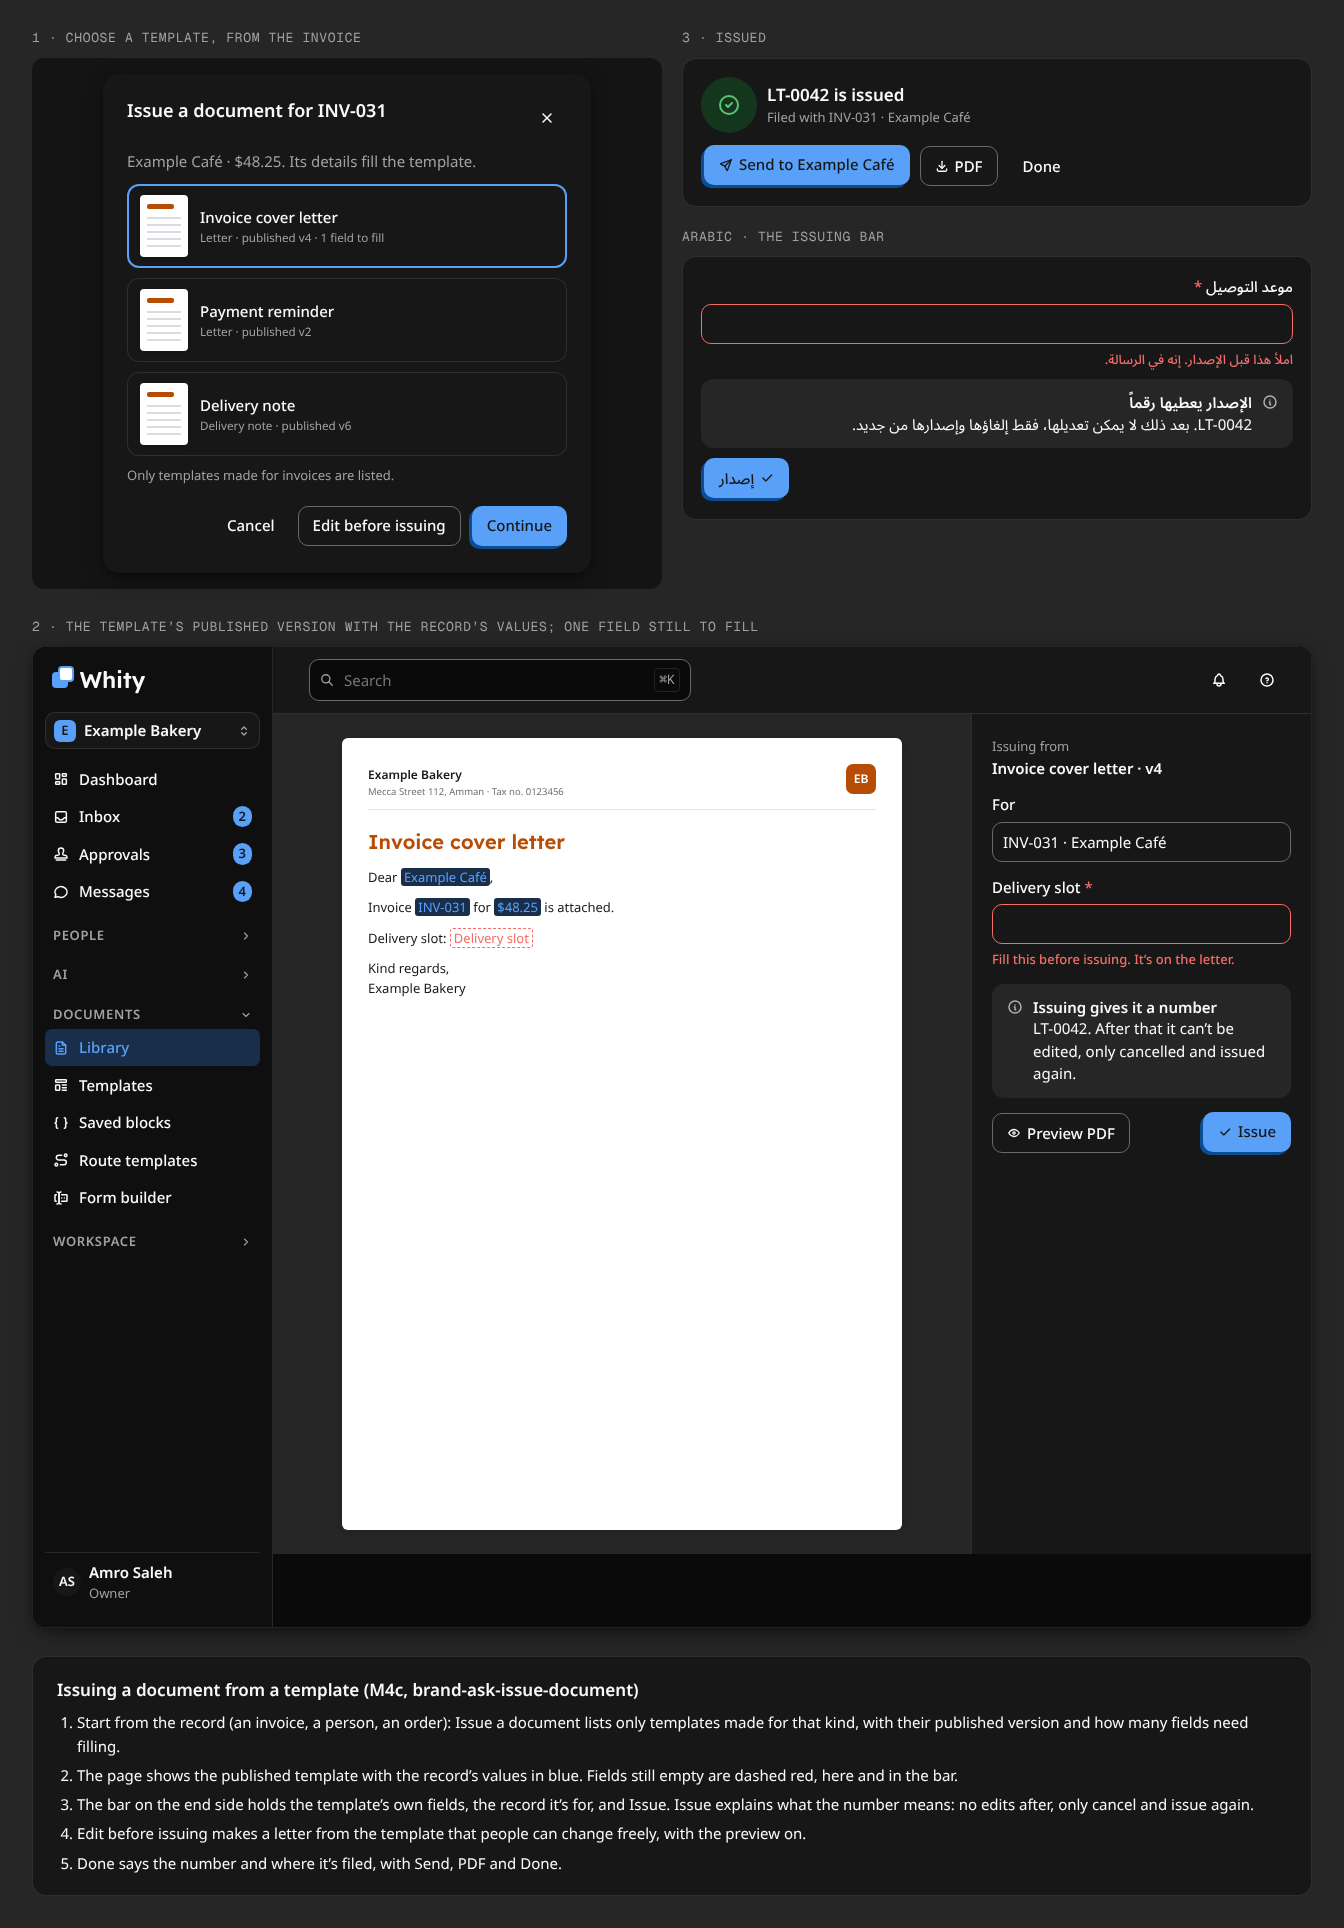 1 · CHOOSE A TEMPLATE, FROM THE INVOICE
Issue a document for INV-031
Example Café · $48.25. Its details fill the template.
Invoice cover letter
Letter · published v4 · 1 field to fill
Payment reminder
Letter · published v2
Delivery note
Delivery note · published v6
Only templates made for invoices are listed.
Cancel
Edit before issuing
Continue
3 · ISSUED
LT-0042 is issued
Filed with INV-031 · Example Café
Send to Example Café
PDF
Done
ARABIC · THE ISSUING BAR
موعد التوصيل *
املأ هذا قبل الإصدار. إنه في الرسالة.
الإصدار يعطيها رقماً
LT-0042. بعد ذلك لا يمكن تعديلها، فقط إلغاؤها وإصدارها من جديد.
إصدار
2 · THE TEMPLATE’S PUBLISHED VERSION WITH THE RECORD’S VALUES; ONE FIELD STILL TO FILL
Whity
Search
⌘K
E Example Bakery
Dashboard
Inbox 2
Approvals 3
Messages 4
PEOPLE
AI
DOCUMENTS
Library
Templates
Saved blocks
Route templates
Form builder
WORKSPACE
AS
Amro Saleh
Owner
Example Bakery
Mecca Street 112, Amman · Tax no. 0123456
EB
Invoice cover letter
Dear Example Café,
Invoice INV-031 for $48.25 is attached.
Delivery slot: Delivery slot
Kind regards,
Example Bakery
Issuing from
Invoice cover letter · v4
For
INV-031 · Example Café
Delivery slot *
Fill this before issuing. It’s on the letter.
Issuing gives it a number
LT-0042. After that it can’t be
edited, only cancelled and issued
again.
Preview PDF
Issue
Issuing a document from a template (M4c, brand-ask-issue-document)
1. Start from the record (an invoice, a person, an order): Issue a document lists only templates made for that kind, with their published version and how many fields need
filling.
2. The page shows the published template with the record’s values in blue. Fields still empty are dashed red, here and in the bar.
3. The bar on the end side holds the template’s own fields, the record it’s for, and Issue. Issue explains what the number means: no edits after, only cancel and issue again.
4. Edit before issuing makes a letter from the template that people can change freely, with the preview on.
5. Done says the number and where it’s filed, with Send, PDF and Done.